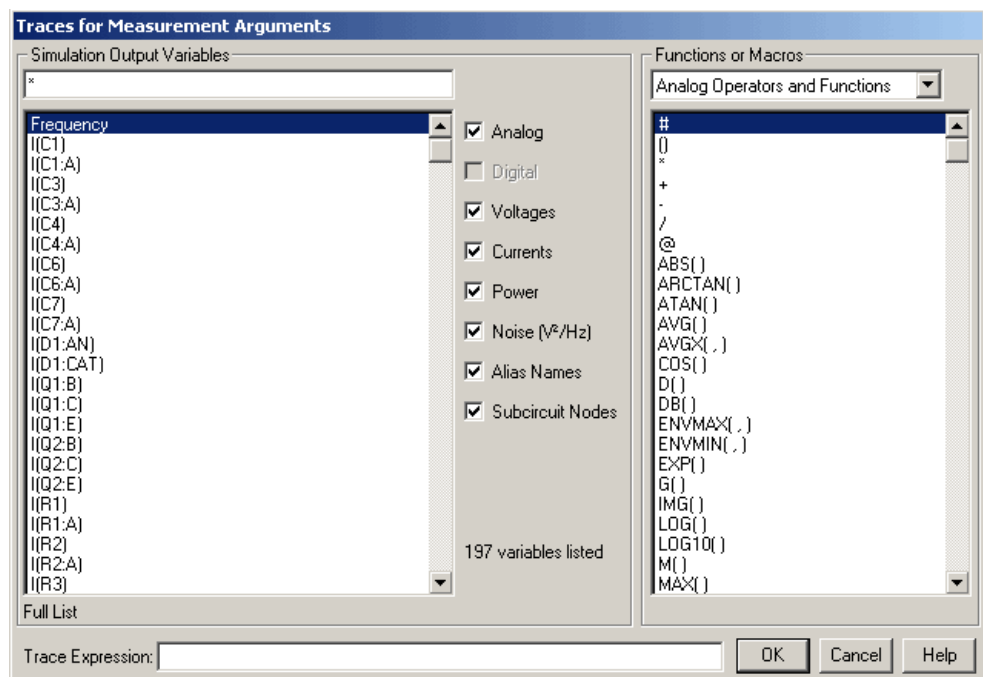 Traces for Measurement Arguments
Simulation Output Variables
*
Frequency
I(C1)
I(C1:A)
I(C3)
I(C3:A)
I(C4)
I(C4:A)
I(C6)
I(C6:A)
I(C7)
I(C7:A)
I(D1:AN)
I(D1:CAT)
I(Q1:B)
I(Q1:C)
I(Q1:E)
I(Q2:B)
I(Q2:C)
I(Q2:E)
I(R1)
I(R1:A)
I(R2)
I(R2:A)
I(R3)
Full List
Analog
Digital
Voltages
Currents
Power
Noise (V²/Hz)
Alias Names
Subcircuit Nodes
197 variables listed
Functions or Macros
Analog Operators and Functions
#
()
*
+
-
/
@
ABS( )
ARCTAN( )
ATAN( )
AVG( )
AVGX( , )
COS( )
D( )
DB( )
ENVMAX( , )
ENVMIN( , )
EXP( )
G( )
IMG( )
LOG( )
LOG10( )
M( )
MAX( )
Trace Expression:
OK
Cancel
Help